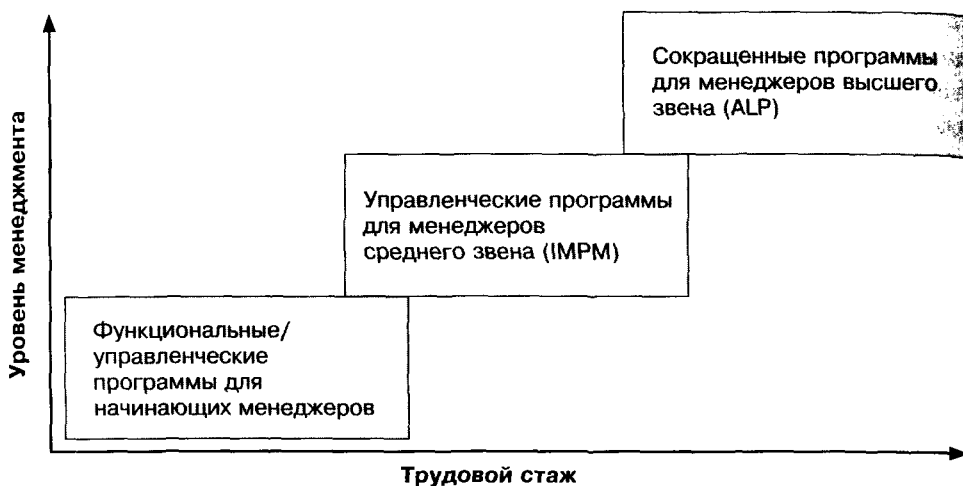 Уровень менеджмента
Сокращенные программы
для менеджеров высшего
звена (ALP)
Управленческие программы
для менеджеров
среднего звена (IMPM)
Функциональные/
управленческие
программы для
начинающих менеджеров
Трудовой стаж